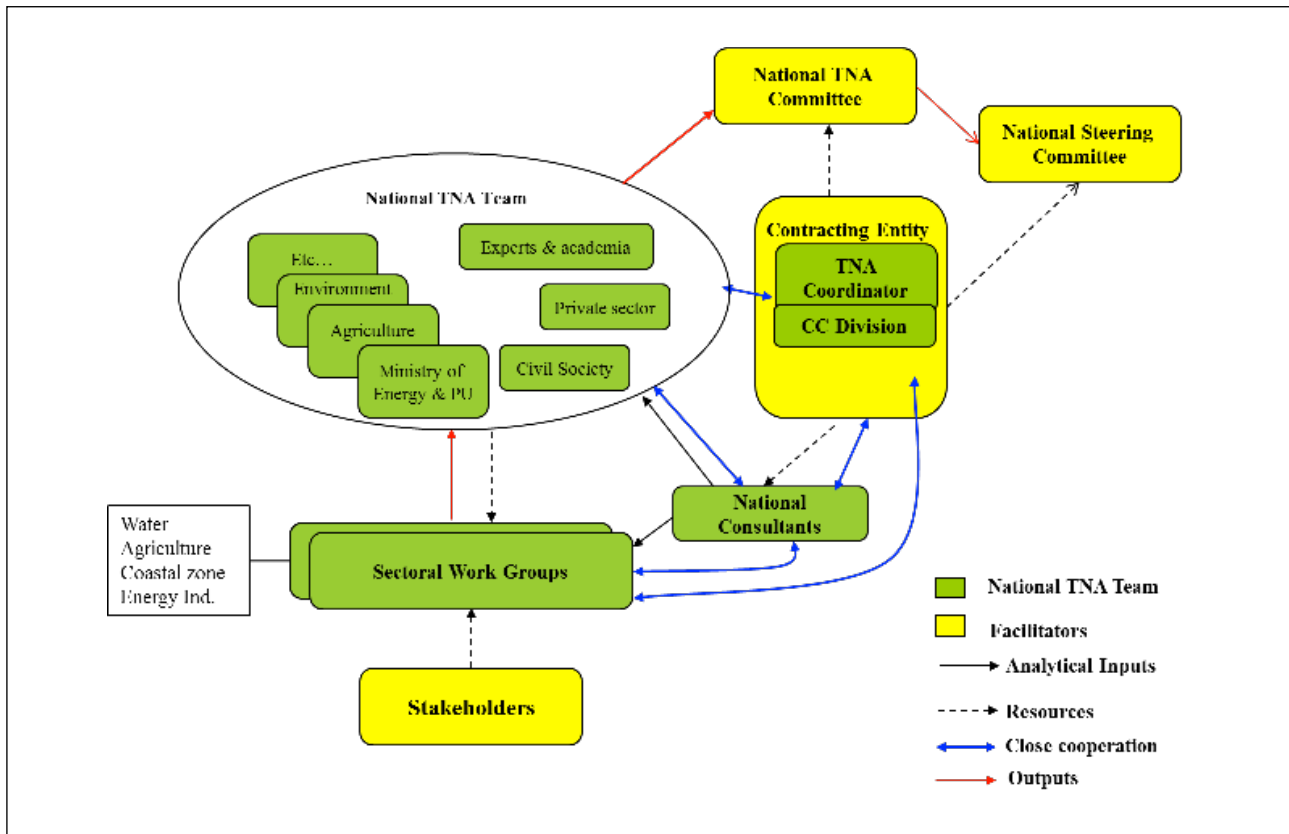 National TNA
Committee
National Steering
Committee
National TNA Team
Etc…
Environment
Agriculture
Ministry of
Energy & PU
Experts & academia
Private sector
Civil Society
Contracting Entity
TNA
Coordinator
CC Division
National
Consultants
Water
Agriculture
Coastal zone
Energy Ind.
Sectoral Work Groups
Stakeholders
National TNA Team
Facilitators
Analytical Inputs
Resources
Close cooperation
Outputs